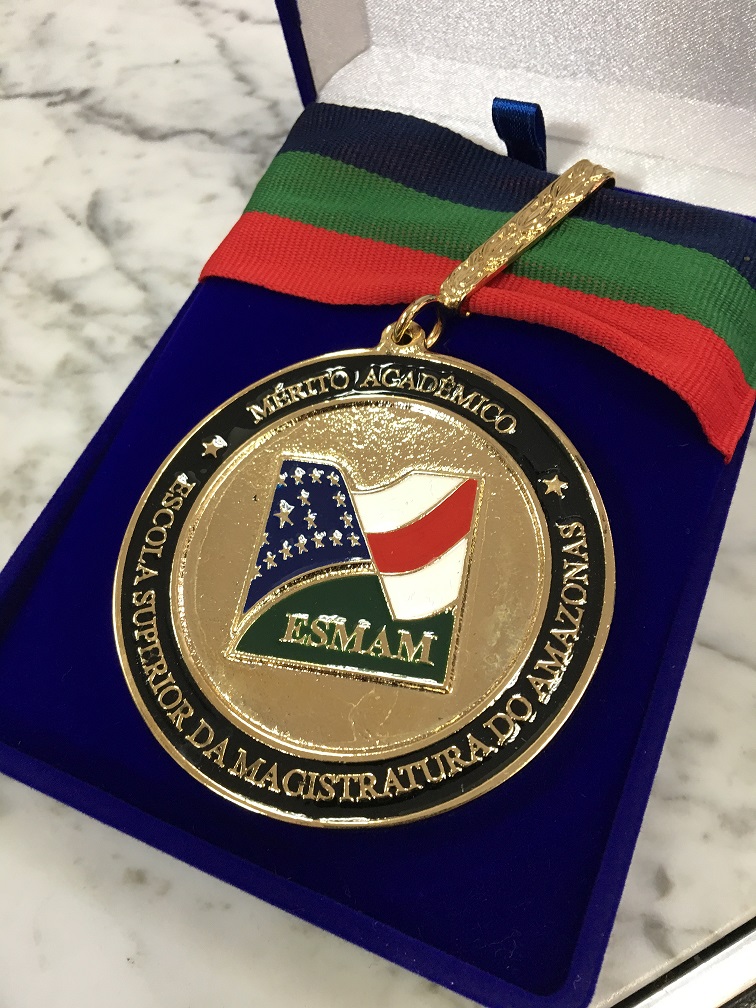 MÉRITO ACADÊMICO
ESMAM
ESCOLA SUPERIOR DA MAGISTRATURA DO AMAZONAS